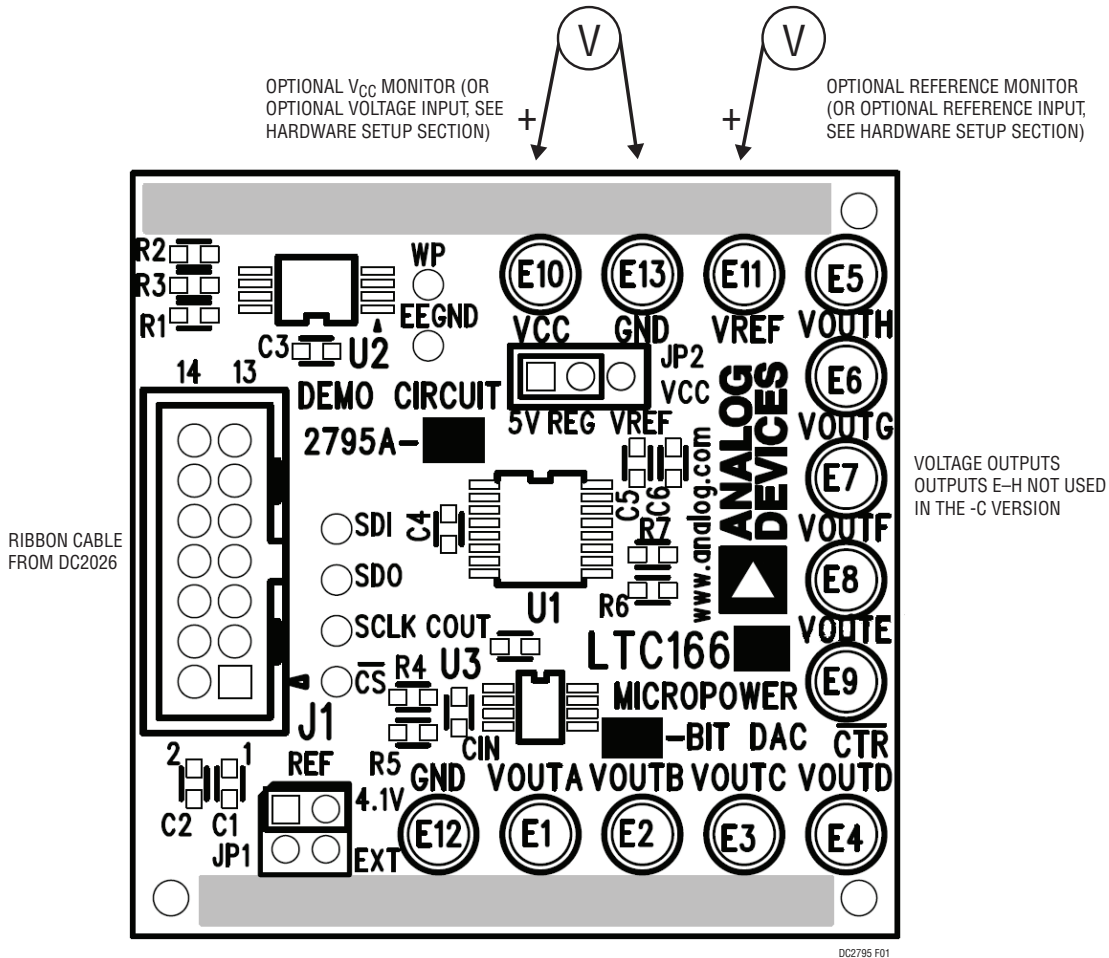 V
V
OPTIONAL VCC MONITOR (OR
OPTIONAL VOLTAGE INPUT, SEE
HARDWARE SETUP SECTION)
+
+
OPTIONAL REFERENCE MONITOR
(OR OPTIONAL REFERENCE INPUT,
SEE HARDWARE SETUP SECTION)
R2
R3
R1
C3
U2
WP
EEGND
E10
VCC
E13
GND
E11
VREF
E5
VOUTH
JP2
VCC
5V REG VREF
E6
VOUTG
E7
VOUTF
E8
VOUTE
E9
CTR
14 13
DEMO CIRCUIT
2795A-
ANALOG
DEVICES
www.analog.com
VOLTAGE OUTPUTS
OUTPUTS E–H NOT USED
IN THE -C VERSION
RIBBON CABLE
FROM DC2026
SDI
SDO
SCLK
CS
COUT
C4
C5
C6
R7
R6
U1
U3
LTC166
MICROPOWER
-BIT DAC
R4
R5
CIN
J1
2 1
C2 C1
REF
4.1V
JP1
EXT
GND
VOUTA
VOUTB
VOUTC
VOUTD
E12
E1
E2
E3
E4
DC2795 F01